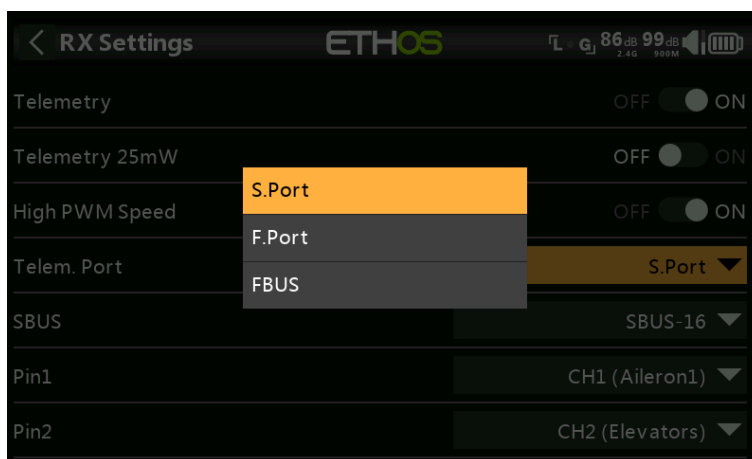 < RX Settings ETHOS L G 86dB 2.4G 99dB 900M
Telemetry OFF ON
Telemetry 25mW OFF ON
S.Port
High PWM Speed OFF ON
F.Port
Telem. Port S.Port
FBUS
SBUS SBUS-16
Pin1 CH1 (Aileron1)
Pin2 CH2 (Elevators)